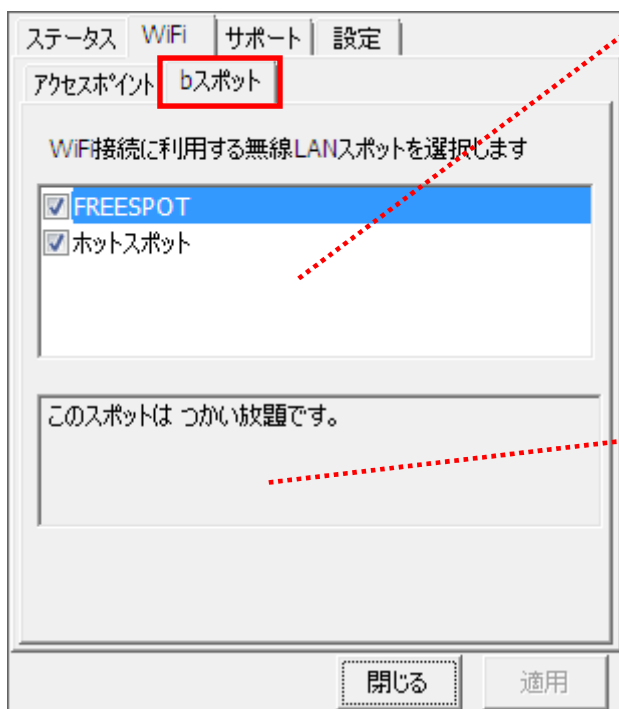 ステータス WiFi サポート 設定
アクセスポイント bスポット
WiFi接続に利用する無線LANスポットを選択します
FREESPOT
ホットスポット
このスポットは つかい放題です。
閉じる 適用